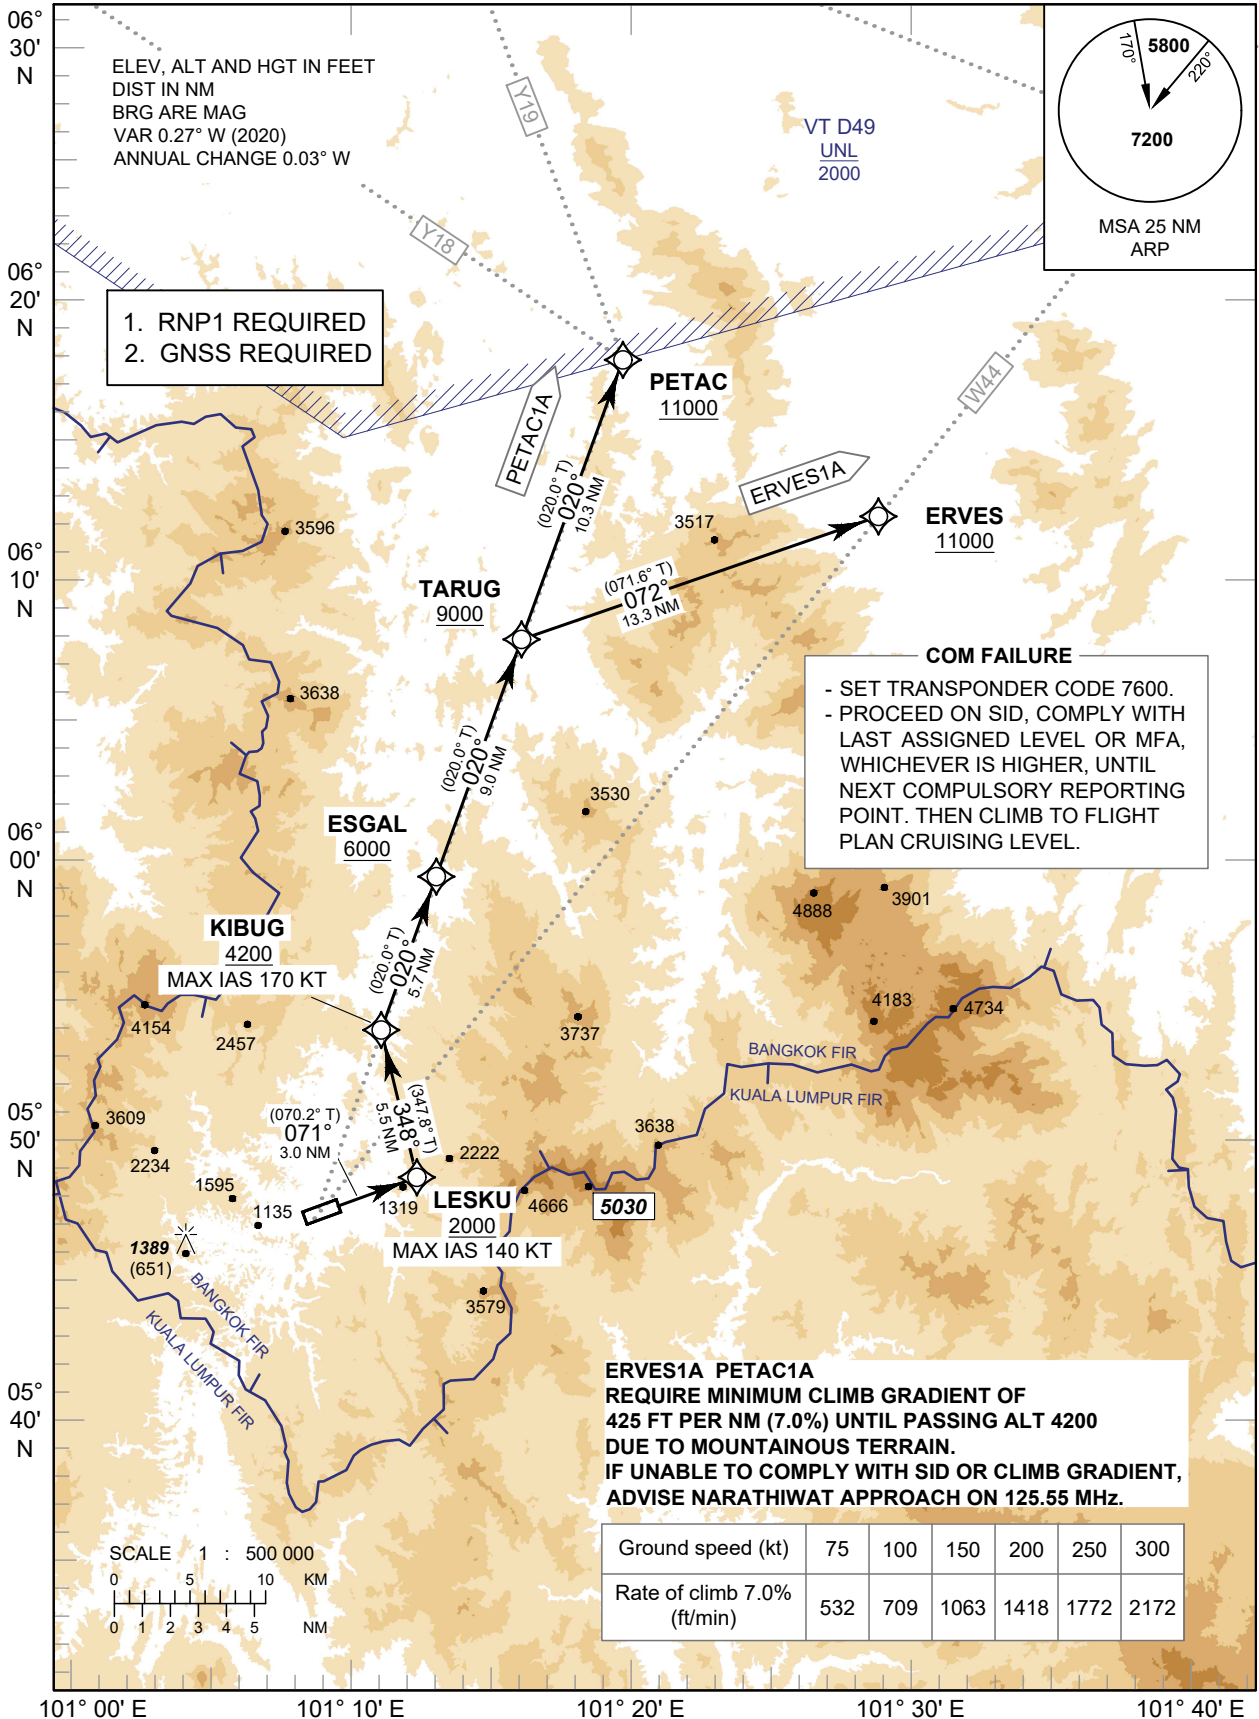 06°
30'
N
ELEV, ALT AND HGT IN FEET
DIST IN NM
BRG ARE MAG
VAR 0.27° W (2020)
ANNUAL CHANGE 0.03° W
Y19
Y18
VT D49
UNL
2000
170°
5800
220°
7200
MSA 25 NM
ARP
06°
20'
N
1. RNP1 REQUIRED
2. GNSS REQUIRED
PETAC
11000
W44
PETAC1A
ERVES1A
(020.0° T)
020°
10.3 NM
ERVES
11000
3517
3596
06°
10'
N
TARUG
9000
(071.6° T)
072°
13.3 NM
3638
COM FAILURE
- SET TRANSPONDER CODE 7600.
- PROCEED ON SID, COMPLY WITH
LAST ASSIGNED LEVEL OR MFA,
WHICHEVER IS HIGHER, UNTIL
NEXT COMPULSORY REPORTING
POINT. THEN CLIMB TO FLIGHT
PLAN CRUISING LEVEL.
(020.0° T)
020°
9.0 NM
3530
ESGAL
6000
06°
00'
N
4888
3901
KIBUG
4200
MAX IAS 170 KT
(020.0° T)
020°
5.7 NM
4154
2457
3737
4183
4734
BANGKOK FIR
KUALA LUMPUR FIR
(070.2° T)
071°
3.0 NM
(347.8° T)
348°
5.5 NM
05°
50'
N
3609
2234
2222
3638
1595
1135
1319
LESKU
2000
MAX IAS 140 KT
4666
5030
1389
(651)
BANGKOK FIR
KUALA LUMPUR FIR
3579
05°
40'
N
ERVES1A PETAC1A
REQUIRE MINIMUM CLIMB GRADIENT OF
425 FT PER NM (7.0%) UNTIL PASSING ALT 4200
DUE TO MOUNTAINOUS TERRAIN.
IF UNABLE TO COMPLY WITH SID OR CLIMB GRADIENT,
ADVISE NARATHIWAT APPROACH ON 125.55 MHz.
Ground speed (kt) 75 100 150 200 250 300
Rate of climb 7.0%
(ft/min) 532 709 1063 1418 1772 2172
SCALE 1 : 500 000
0 5 10 KM
0 1 2 3 4 5 NM
101° 00' E 101° 10' E 101° 20' E 101° 30' E 101° 40' E